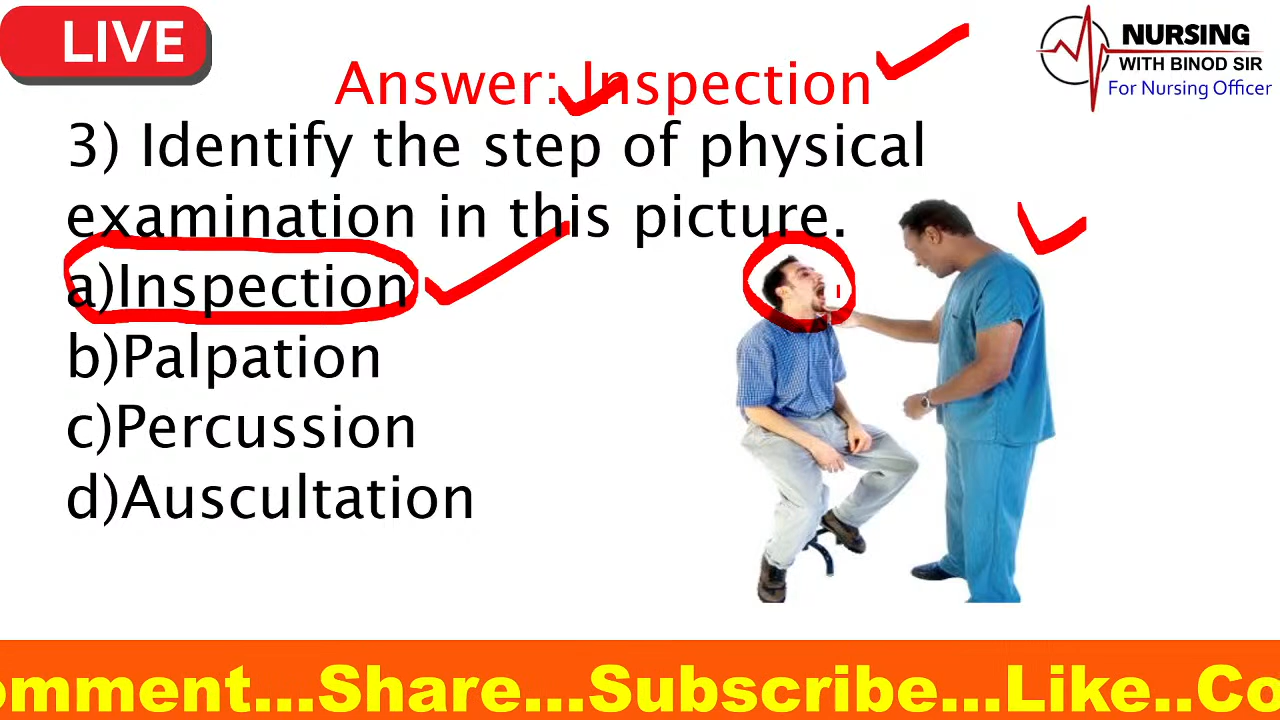 LIVE
NURSING
WITH BINOD SIR
For Nursing Officer
Answer: Inspection
3) Identify the step of physical
examination in this picture.
a)Inspection
b)Palpation
c)Percussion
d)Auscultation
omment...Share...Subscribe...Like..Co